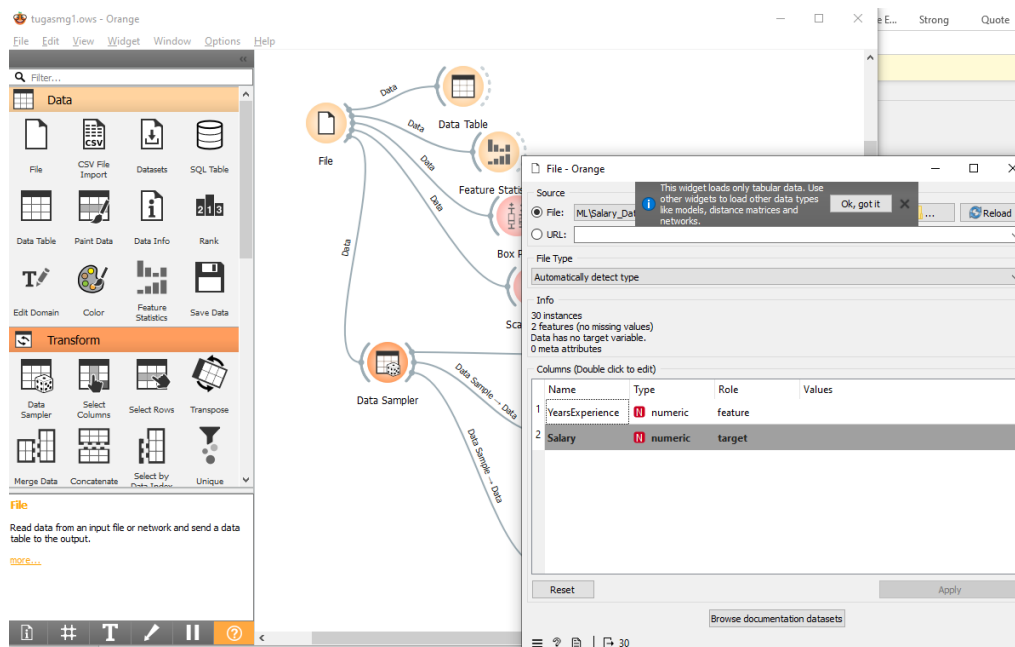 tugasmg1.ows - Orange
File Edit View Widget Window Options Help
Filter...
Data
File
CSV File
Import
Datasets
SQL Table
Data Table
Paint Data
Data Info
Rank
Edit Domain
Color
Feature
Statistics
Save Data
Transform
Data
Sampler
Select
Columns
Select Rows
Transpose
Merge Data
Concatenate
Select by
Data Index
Unique
File
Read data from an input file or network and send a data
table to the output.
more...
File
Data
Data Table
Data
Feature Statis
Data
Box P
Data
Sca
Data
Data Sampler
Data Sample → Data
Data Sample → Data
Strong Quote
File - Orange
Source
File: ML\Salary_Dat
This widget loads only tabular data. Use
other widgets to load other data types
like models, distance matrices and
networks.
Ok, got it
...
Reload
URL:
File Type
Automatically detect type
Info
30 instances
2 features (no missing values)
Data has no target variable.
0 meta attributes
Columns (Double click to edit)
Name Type Role Values
1 YearsExperience N numeric feature
2 Salary N numeric target
Reset
Apply
Browse documentation datasets
30